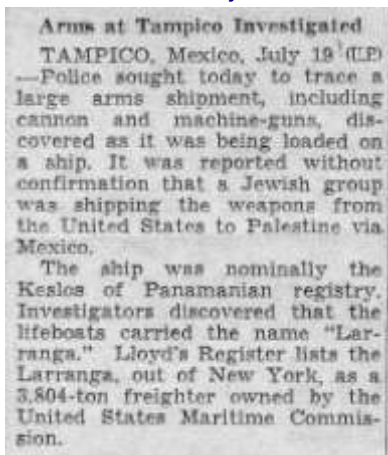 Arms at Tampico Investigated
TAMPICO, Mexico, July 19 (UP)
—Police sought today to trace a
large arms shipment, including
cannon and machine-guns, dis-
covered as it was being loaded on
a ship. It was reported without
confirmation that a Jewish group
was shipping the weapons from
the United States to Palestine via
Mexico.
The ship was nominally the
Keslos of Panamanian registry.
Investigators discovered that the
lifeboats carried the name "Lar-
ranga." Lloyd's Register lists the
Larranga, out of New York, as a
3,804-ton freighter owned by the
United States Maritime Commis-
sion.